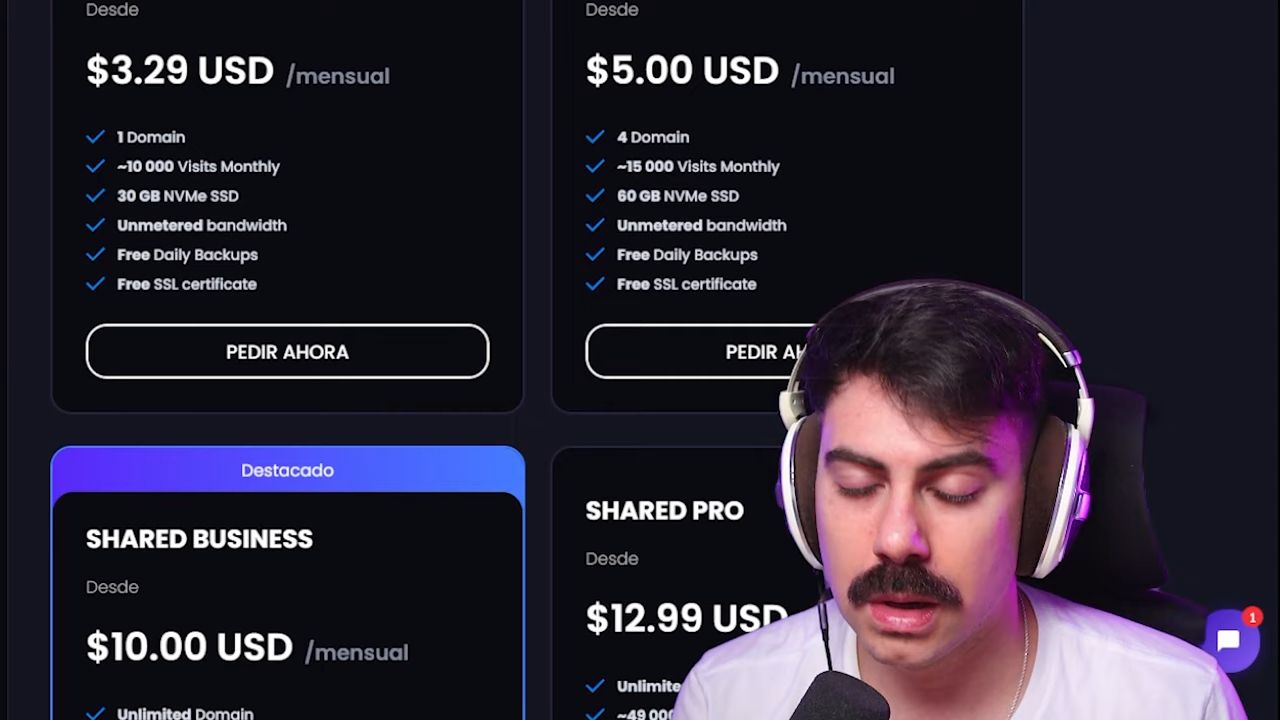 Desde
$3.29 USD /mensual
1 Domain
~10 000 Visits Monthly
30 GB NVMe SSD
Unmetered bandwidth
Free Daily Backups
Free SSL certificate
PEDIR AHORA
Desde
$5.00 USD /mensual
4 Domain
~15 000 Visits Monthly
60 GB NVMe SSD
Unmetered bandwidth
Free Daily Backups
Free SSL certificate
PEDIR
Destacado
SHARED BUSINESS
Desde
$10.00 USD /mensual
Unlimited Domain
SHARED PRO
Desde
$12.99 USD
1